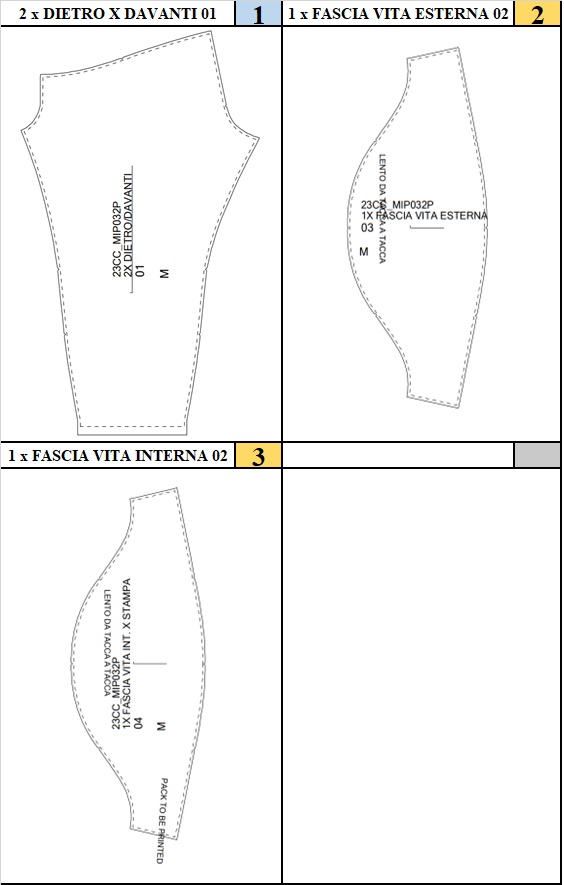 2 x DIETRO X DAVANTI 01
1
1 x FASCIA VITA ESTERNA 02
2
23CC_MIP032P
2X DIETRO/DAVANTI
01
M
LENTO DA TACCA A TACCA
23CC_MIP032P
1X FASCIA VITA ESTERNA
03
M
1 x FASCIA VITA INTERNA 02
3
LENTO DA TACCA A TACCA
23CC_MIP032P
1X FASCIA VITA INT. X STAMPA
04
M
PACK TO BE PRINTED